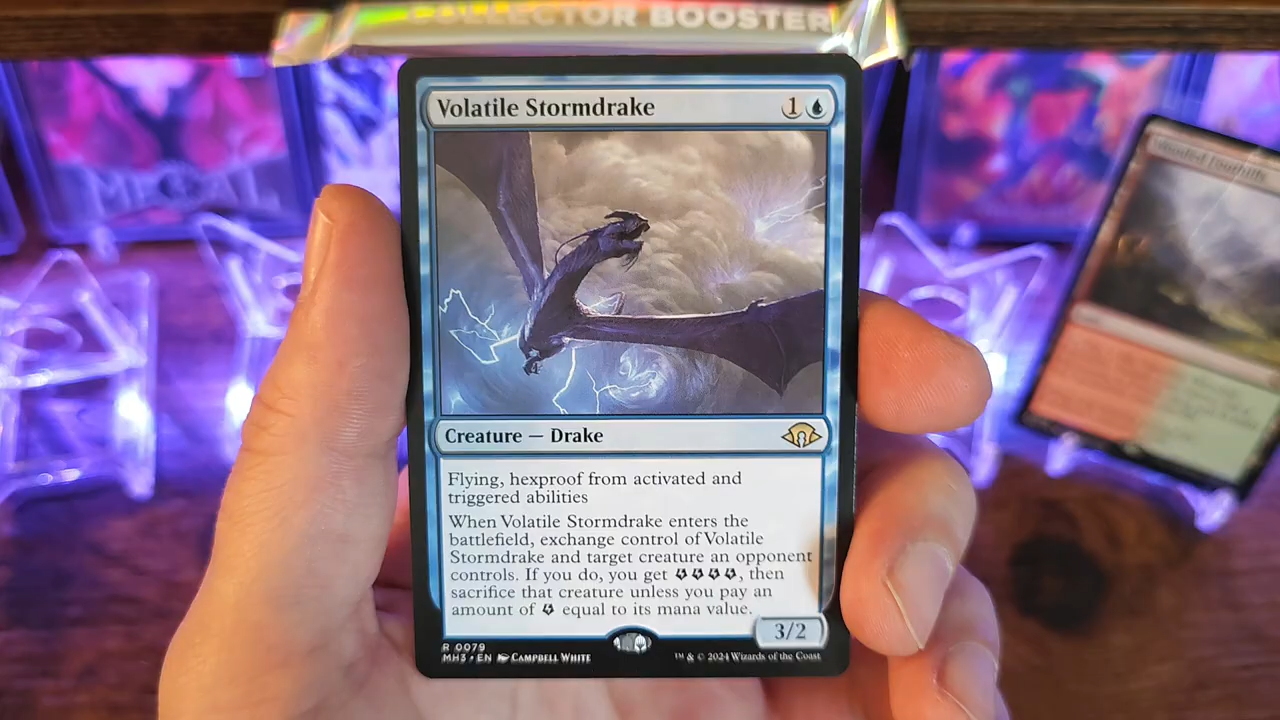 COLLECTOR BOOSTER
Volatile Stormdrake 1
Wooded Foothills
Creature — Drake
Flying, hexproof from activated and
triggered abilities
When Volatile Stormdrake enters the
battlefield, exchange control of Volatile
Stormdrake and target creature an opponent
controls. If you do, you get , then
sacrifice that creature unless you pay an
amount of equal to its mana value.
3/2
R 0079
MH3 • EN CAMPBELL WHITE
™ & © 2024 Wizards of the Coast